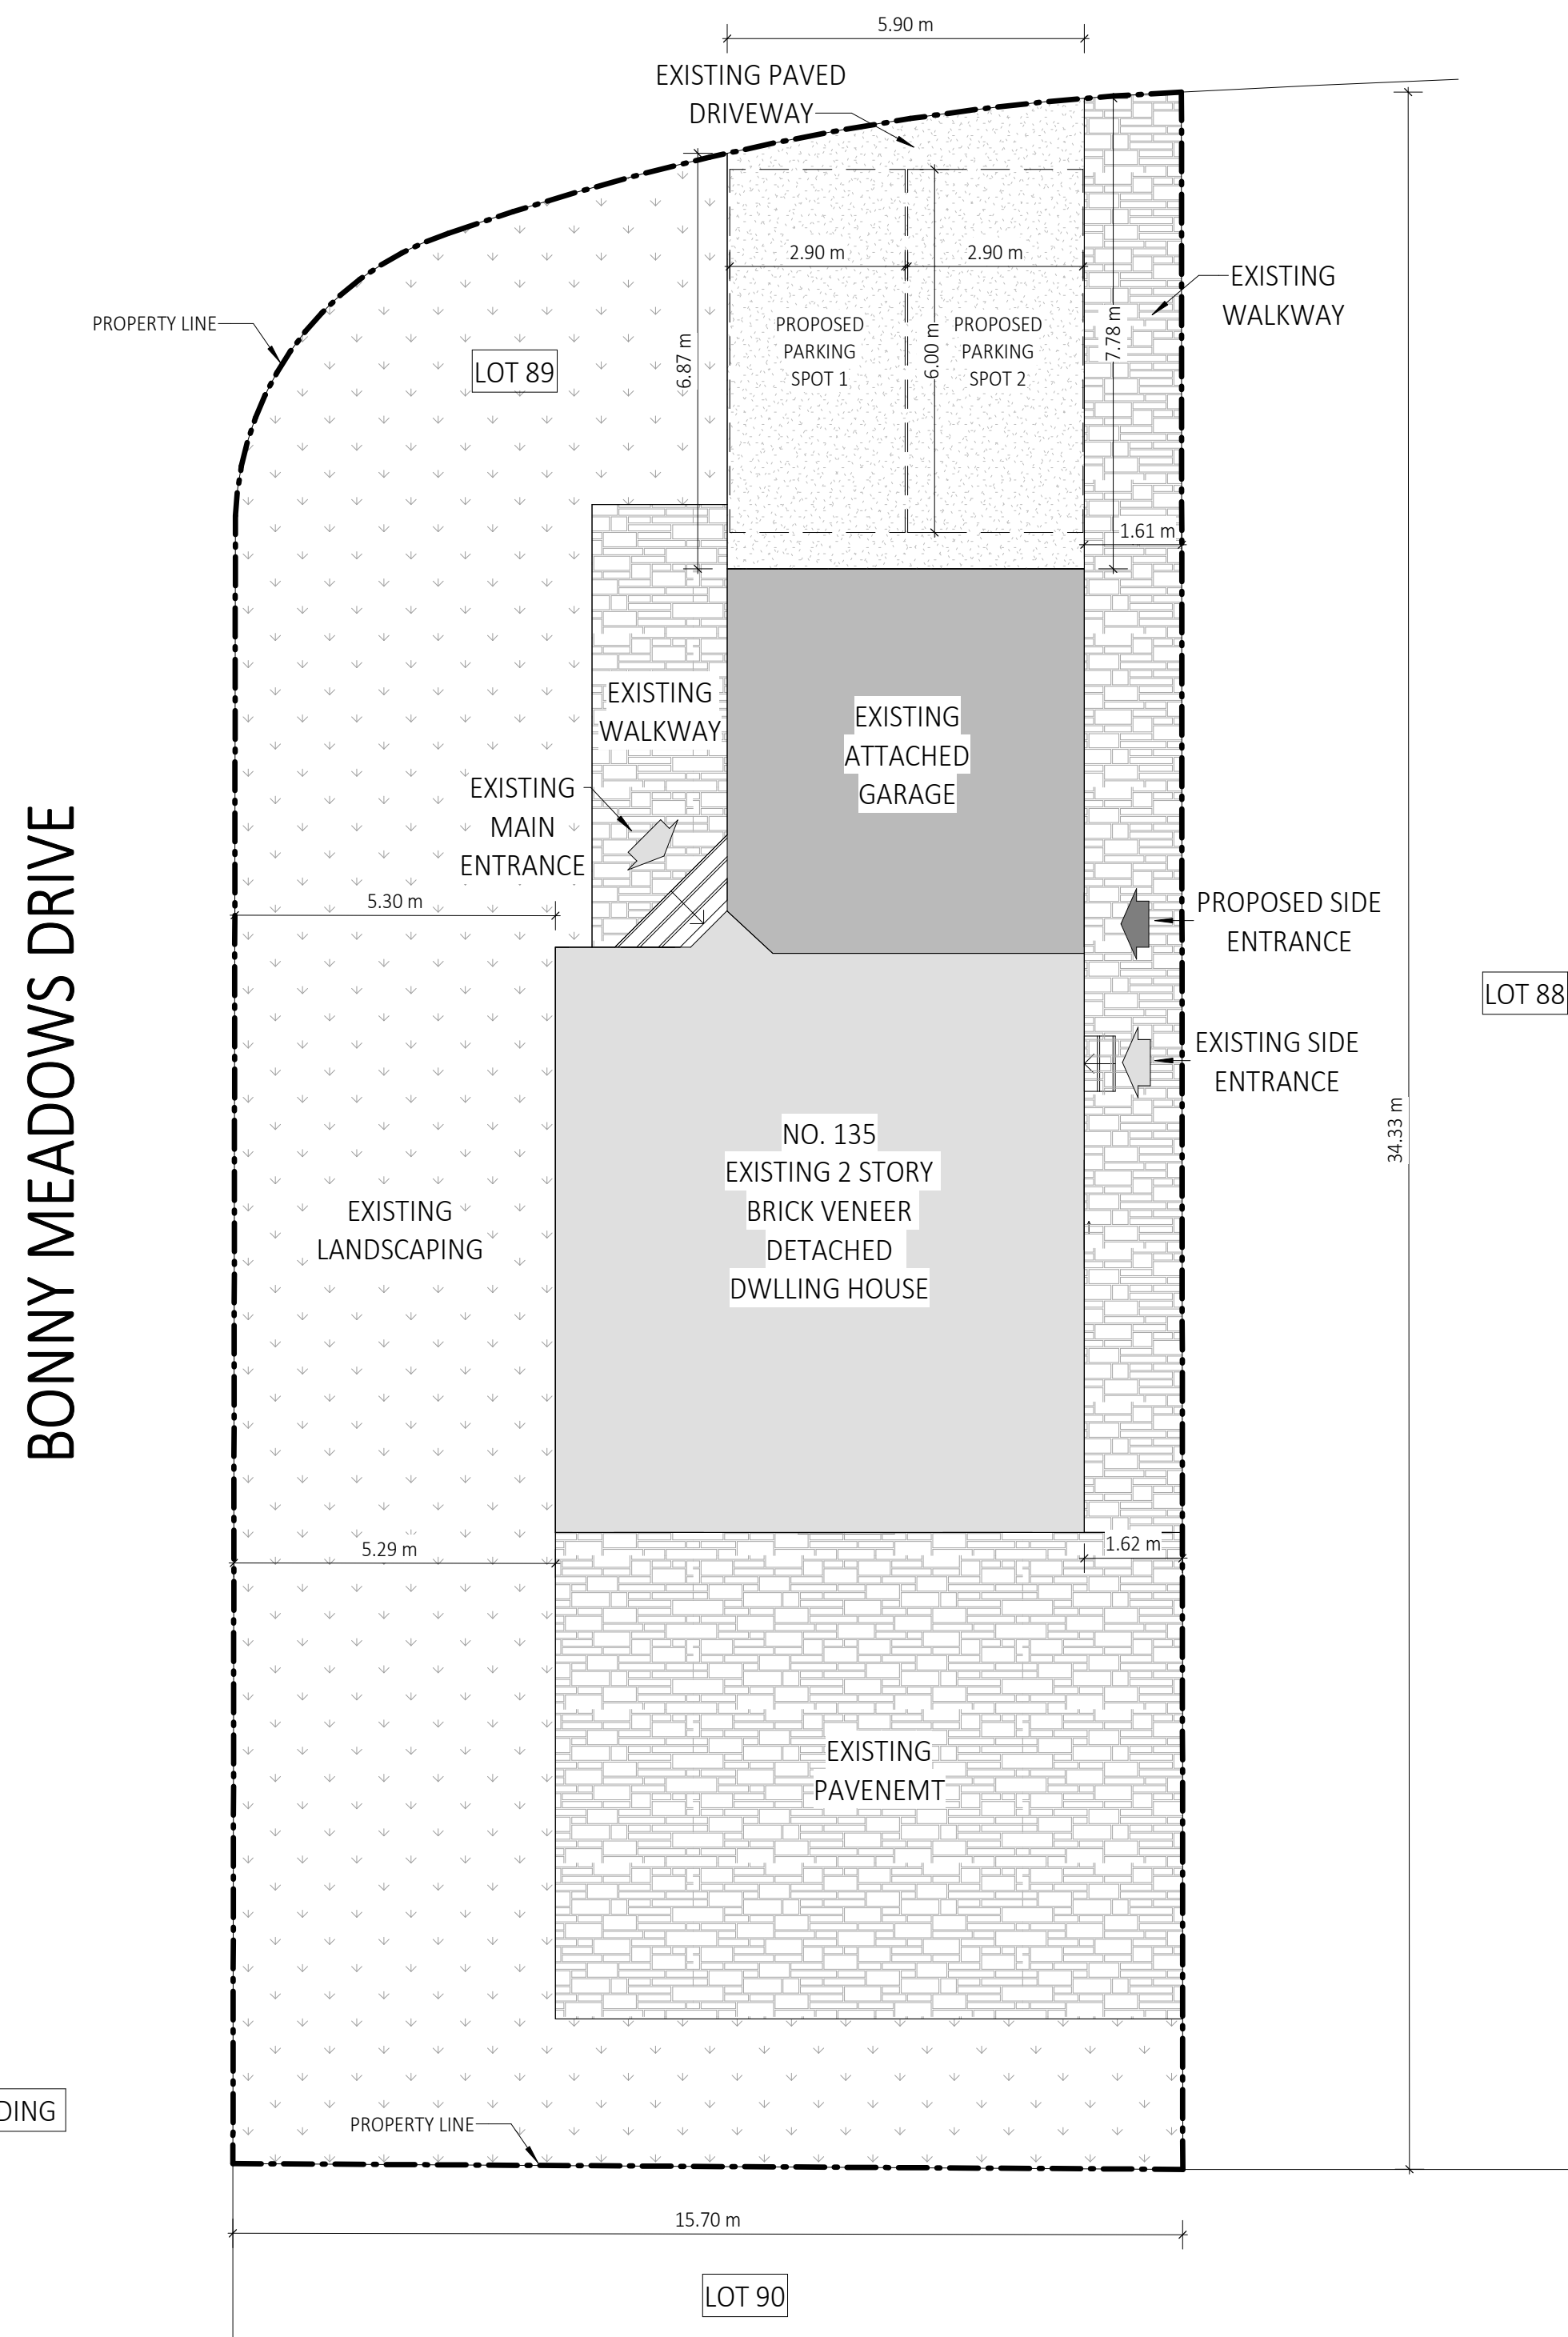 5.90 m
EXISTING PAVED
DRIVEWAY
2.90 m
2.90 m
EXISTING
WALKWAY
PROPERTY LINE
LOT 89
6.87 m
PROPOSED
PARKING
SPOT 1
6.00 m
PROPOSED
PARKING
SPOT 2
7.78 m
1.61 m
EXISTING
WALKWAY
EXISTING
ATTACHED
GARAGE
EXISTING
MAIN
ENTRANCE
5.30 m
PROPOSED SIDE
ENTRANCE
LOT 88
EXISTING SIDE
ENTRANCE
34.33 m
BONNY MEADOWS DRIVE
NO. 135
EXISTING 2 STORY
BRICK VENEER
DETACHED
DWLLING HOUSE
EXISTING
LANDSCAPING
5.29 m
1.62 m
EXISTING
PAVENEMT
DING
PROPERTY LINE
15.70 m
LOT 90